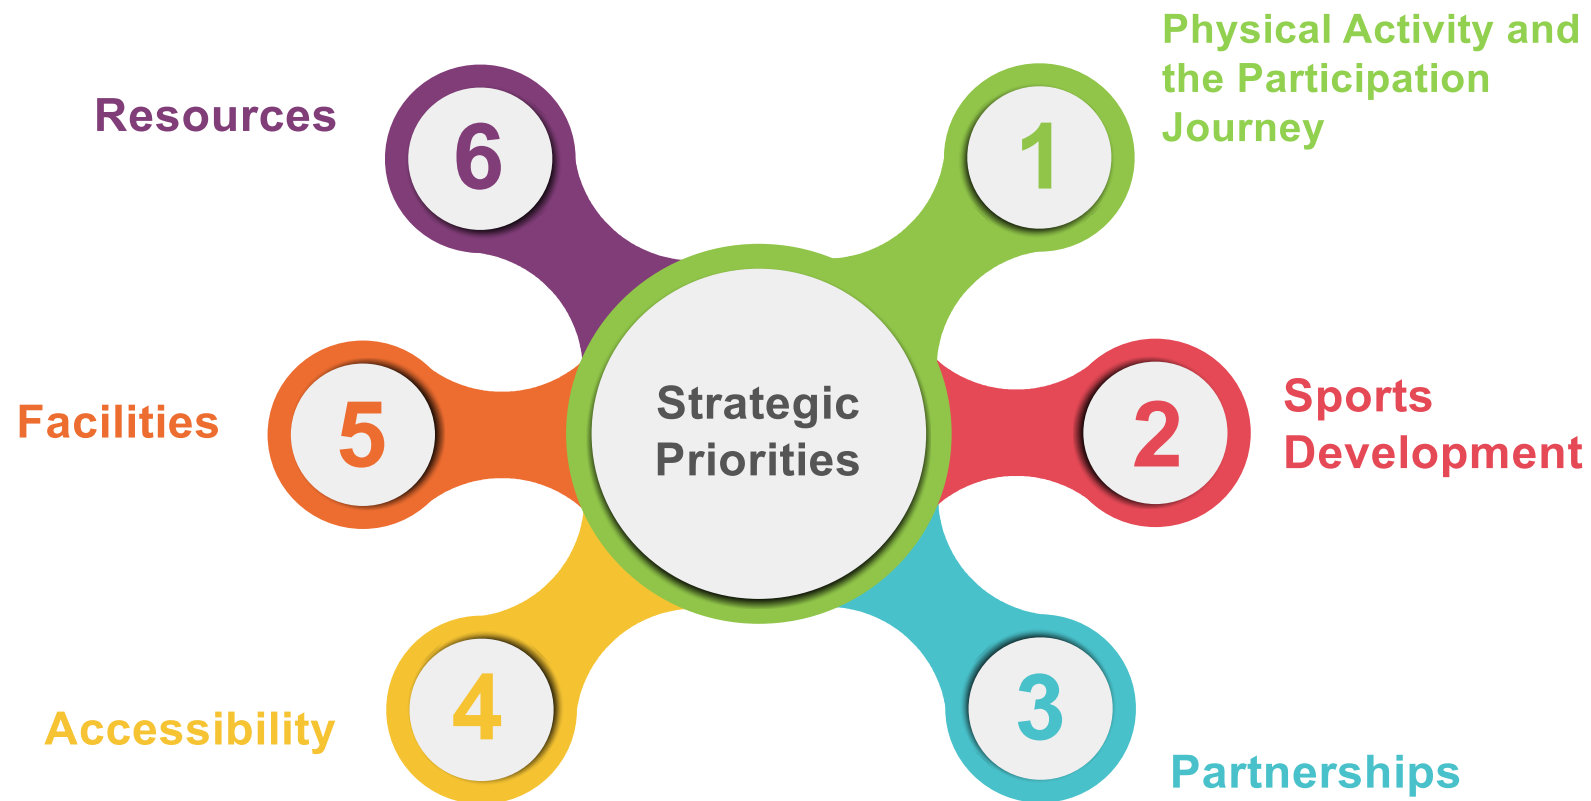 Strategic
Priorities
1
Physical Activity and
the Participation
Journey
2
Sports
Development
3
Partnerships
4
Accessibility
5
Facilities
6
Resources